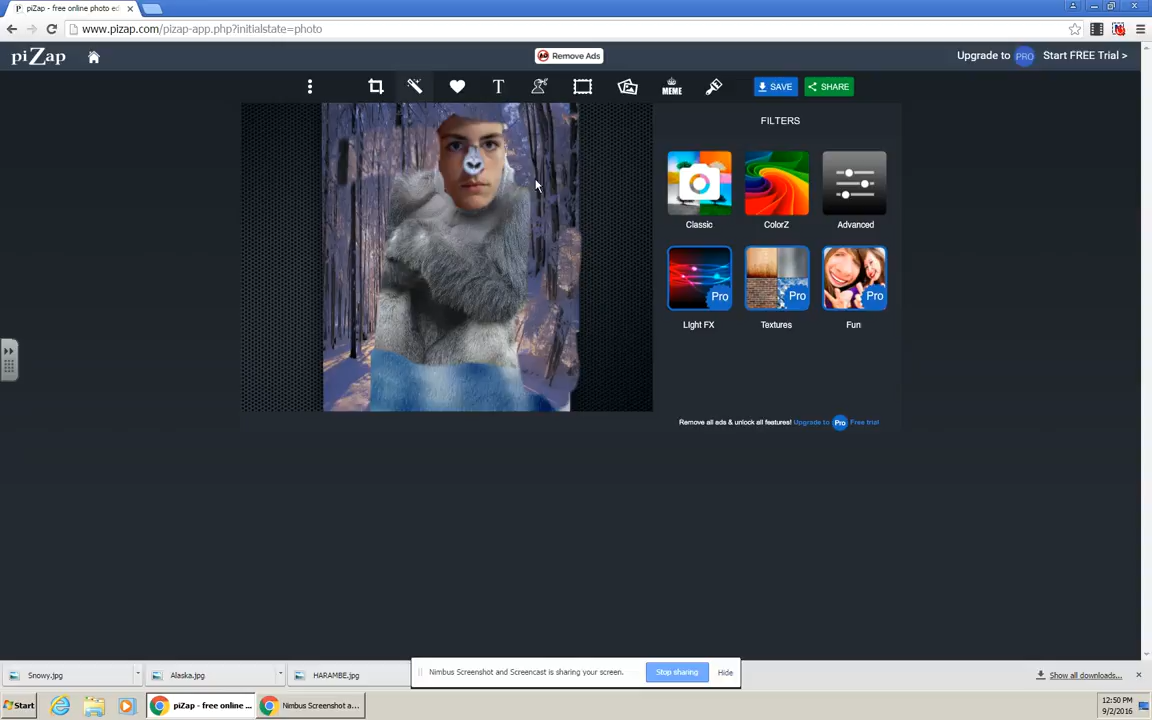 piZap - free online photo ed
www.pizap.com/pizap-app.php?initialstate=photo
piZap
Remove Ads
Upgrade to PRO Start FREE Trial >
T
MEME
SAVE
SHARE
FILTERS
Classic
ColorZ
Advanced
Pro
Pro
Pro
Light FX
Textures
Fun
Remove all ads & unlock all features! Upgrade to Pro Free trial
Snowy.jpg
Alaska.jpg
HARAMBE.jpg
Nimbus Screenshot and Screencast is sharing your screen.
Stop sharing
Hide
Show all downloads...
Start
piZap - free online ...
Nimbus Screenshot a...
12:50 PM
9/2/2016